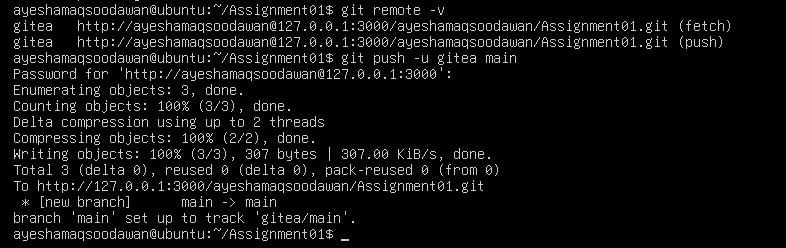 ayeshamaqsoodawan@ubuntu:~/Assignment01$ git remote -v
gitea   http://ayeshamaqsoodawan@127.0.0.1:3000/ayeshamaqsoodawan/Assignment01.git (fetch)
gitea   http://ayeshamaqsoodawan@127.0.0.1:3000/ayeshamaqsoodawan/Assignment01.git (push)
ayeshamaqsoodawan@ubuntu:~/Assignment01$ git push -u gitea main
Password for 'http://ayeshamaqsoodawan@127.0.0.1:3000':
Enumerating objects: 3, done.
Counting objects: 100% (3/3), done.
Delta compression using up to 2 threads
Compressing objects: 100% (2/2), done.
Writing objects: 100% (3/3), 307 bytes | 307.00 KiB/s, done.
Total 3 (delta 0), reused 0 (delta 0), pack-reused 0 (from 0)
To http://127.0.0.1:3000/ayeshamaqsoodawan/Assignment01.git
 * [new branch]      main -> main
branch 'main' set up to track 'gitea/main'.
ayeshamaqsoodawan@ubuntu:~/Assignment01$ _